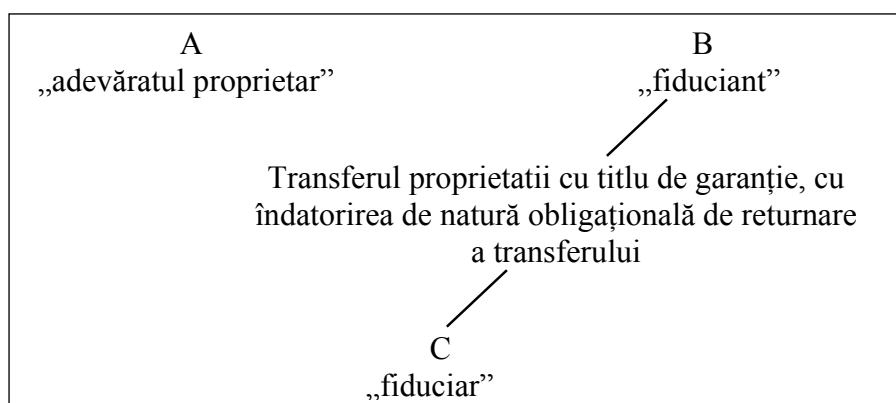 A
„adevăratul proprietar”
B
„fiduciant”
Transferul proprietatii cu titlu de garanție, cu
îndatorirea de natură obligațională de returnare
a transferului
C
„fiduciar”